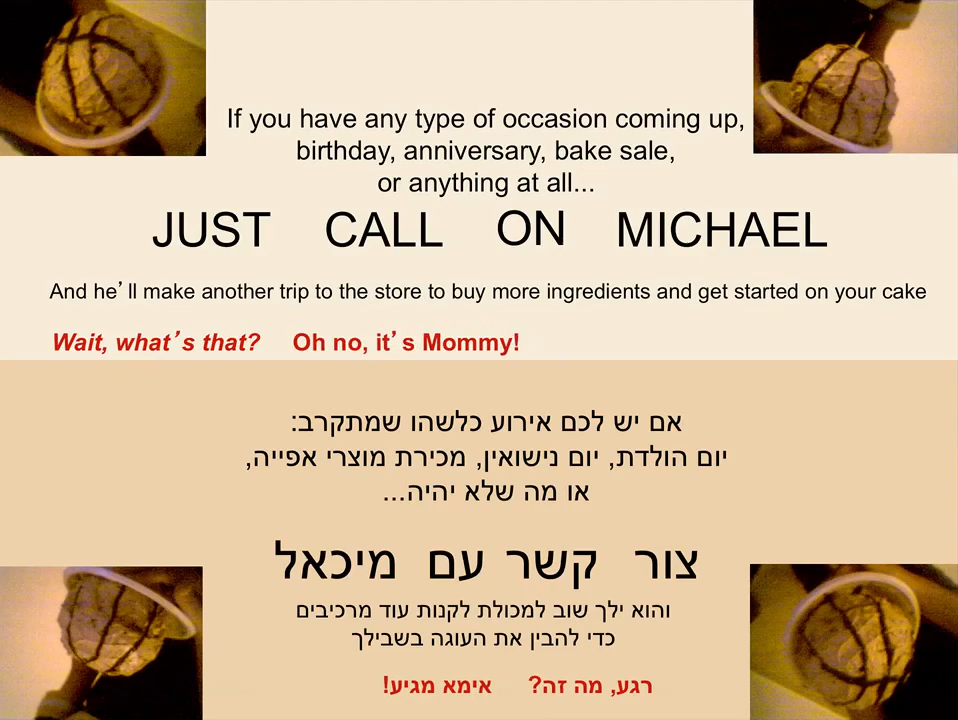 If you have any type of occasion coming up,
birthday, anniversary, bake sale,
or anything at all...
JUST CALL ON MICHAEL
And he’ll make another trip to the store to buy more ingredients and get started on your cake
Wait, what’s that? Oh no, it’s Mommy!
אם יש לכם אירוע כלשהו שמתקרב:
יום הולדת, יום נישואין, מכירת מוצרי אפייה,
או מה שלא יהיה...
צור קשר עם מיכאל
והוא ילך שוב למכולת לקנות עוד מרכיבים
כדי להבין את העוגה בשבילך
רגע, מה זה? אימא מגיע!